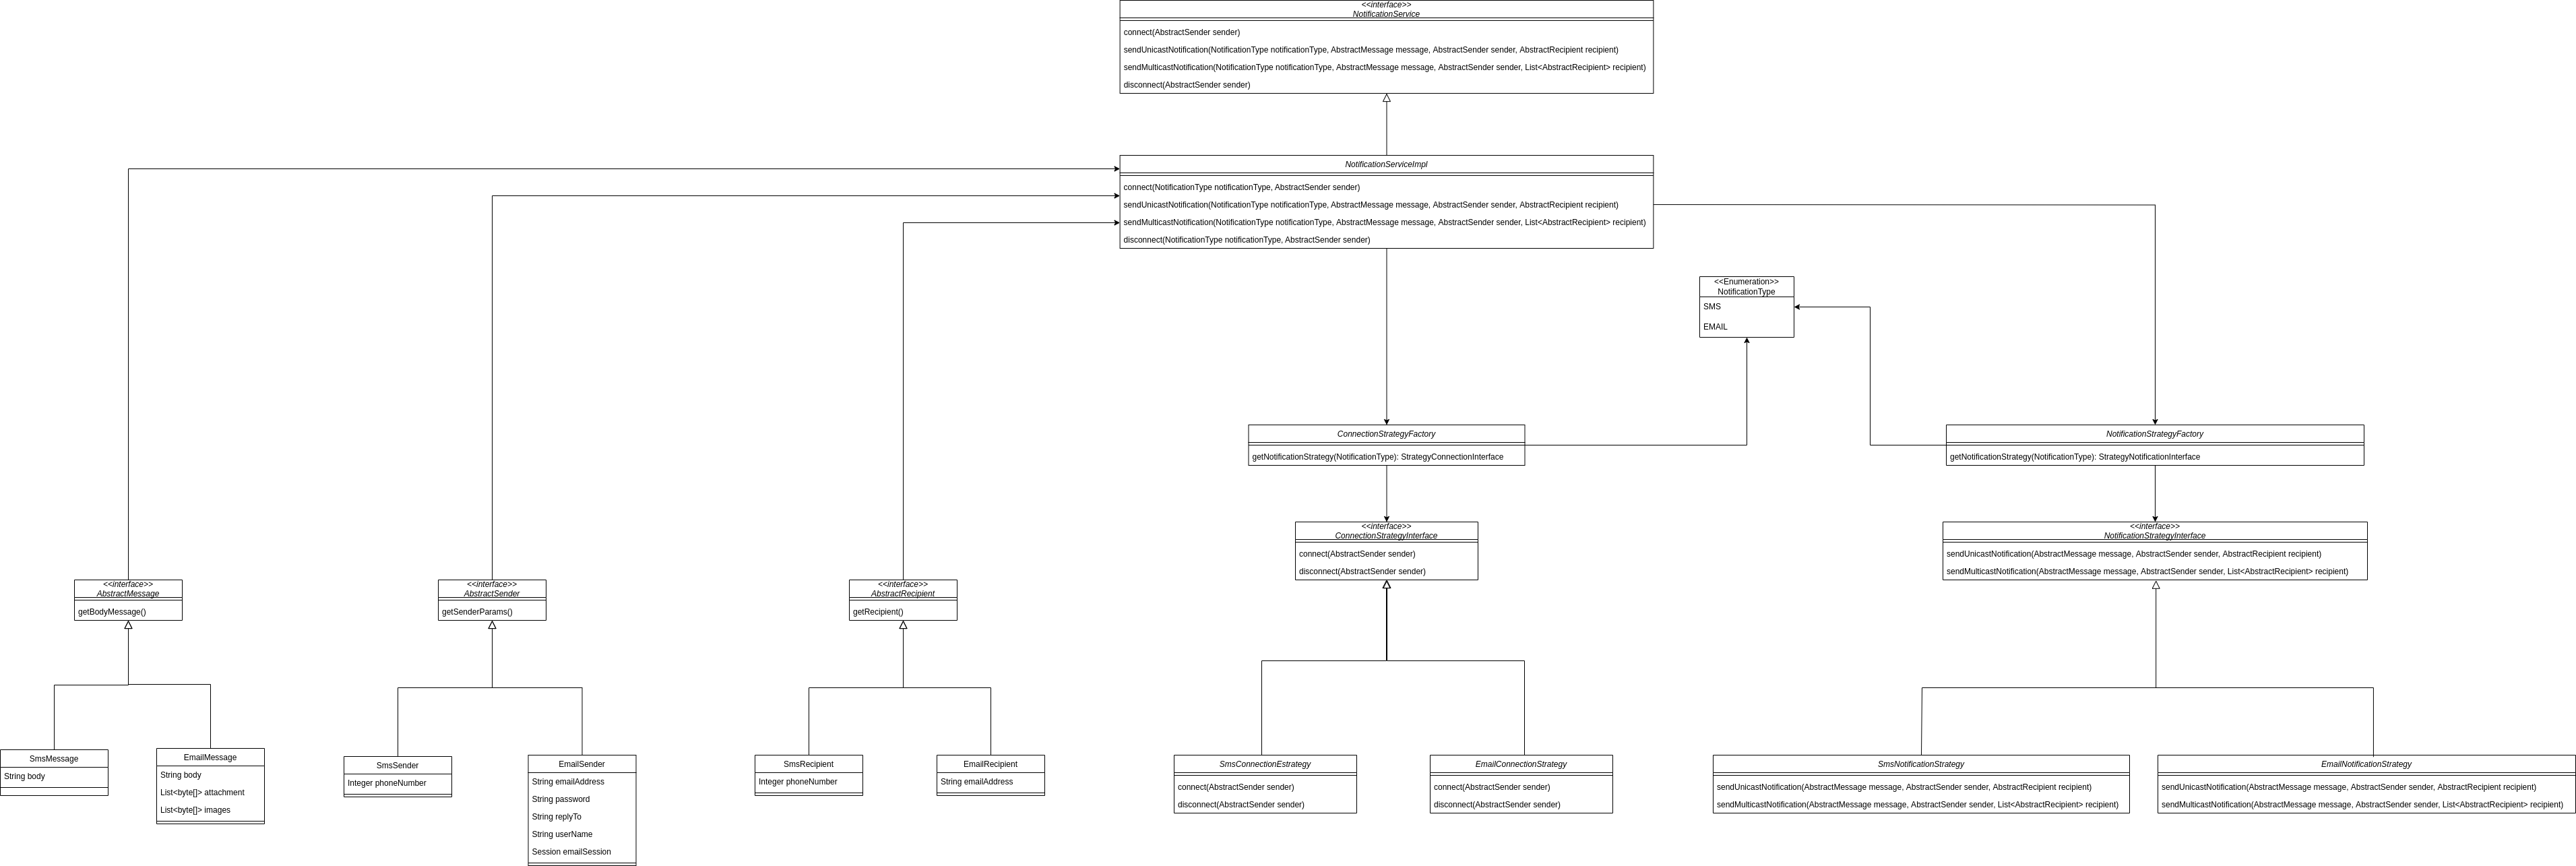 <<interface>>
NotificationService
connect(AbstractSender sender)
sendUnicastNotification(NotificationType notificationType, AbstractMessage message, AbstractSender sender, AbstractRecipient recipient)
sendMulticastNotification(NotificationType notificationType, AbstractMessage message, AbstractSender sender, List<AbstractRecipient> recipient)
disconnect(AbstractSender sender)
NotificationServiceImpl
connect(NotificationType notificationType, AbstractSender sender)
sendUnicastNotification(NotificationType notificationType, AbstractMessage message, AbstractSender sender, AbstractRecipient recipient)
sendMulticastNotification(NotificationType notificationType, AbstractMessage message, AbstractSender sender, List<AbstractRecipient> recipient)
disconnect(NotificationType notificationType, AbstractSender sender)
<<Enumeration>>
NotificationType
SMS
EMAIL
ConnectionStrategyFactory
getNotificationStrategy(NotificationType): StrategyConnectionInterface
NotificationStrategyFactory
getNotificationStrategy(NotificationType): StrategyNotificationInterface
<<interface>>
ConnectionStrategyInterface
connect(AbstractSender sender)
disconnect(AbstractSender sender)
<<interface>>
NotificationStrategyInterface
sendUnicastNotification(AbstractMessage message, AbstractSender sender, AbstractRecipient recipient)
sendMulticastNotification(AbstractMessage message, AbstractSender sender, List<AbstractRecipient> recipient)
<<interface>>
AbstractMessage
getBodyMessage()
<<interface>>
AbstractSender
getSenderParams()
<<interface>>
AbstractRecipient
getRecipient()
SmsMessage
String body
EmailMessage
String body
List<byte[]> attachment
List<byte[]> images
SmsSender
Integer phoneNumber
EmailSender
String emailAddress
String password
String replyTo
String userName
Session emailSession
SmsRecipient
Integer phoneNumber
EmailRecipient
String emailAddress
SmsConnectionEstrategy
connect(AbstractSender sender)
disconnect(AbstractSender sender)
EmailConnectionStrategy
connect(AbstractSender sender)
disconnect(AbstractSender sender)
SmsNotificationStrategy
sendUnicastNotification(AbstractMessage message, AbstractSender sender, AbstractRecipient recipient)
sendMulticastNotification(AbstractMessage message, AbstractSender sender, List<AbstractRecipient> recipient)
EmailNotificationStrategy
sendUnicastNotification(AbstractMessage message, AbstractSender sender, AbstractRecipient recipient)
sendMulticastNotification(AbstractMessage message, AbstractSender sender, List<AbstractRecipient> recipient)